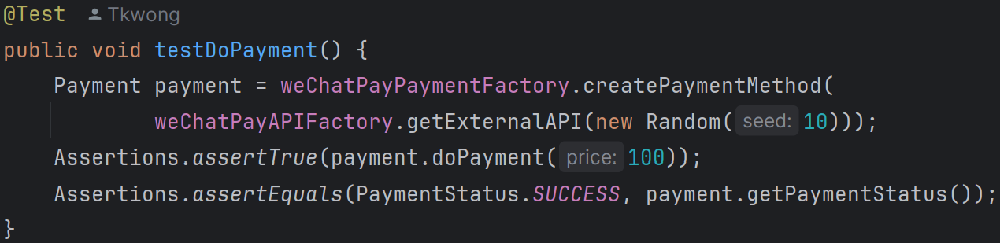 @Test Tkwong
public void testDoPayment() {
    Payment payment = weChatPayPaymentFactory.createPaymentMethod(
            weChatPayAPIFactory.getExternalAPI(new Random( seed: 10)));
    Assertions.assertTrue(payment.doPayment( price: 100));
    Assertions.assertEquals(PaymentStatus.SUCCESS, payment.getPaymentStatus());
}